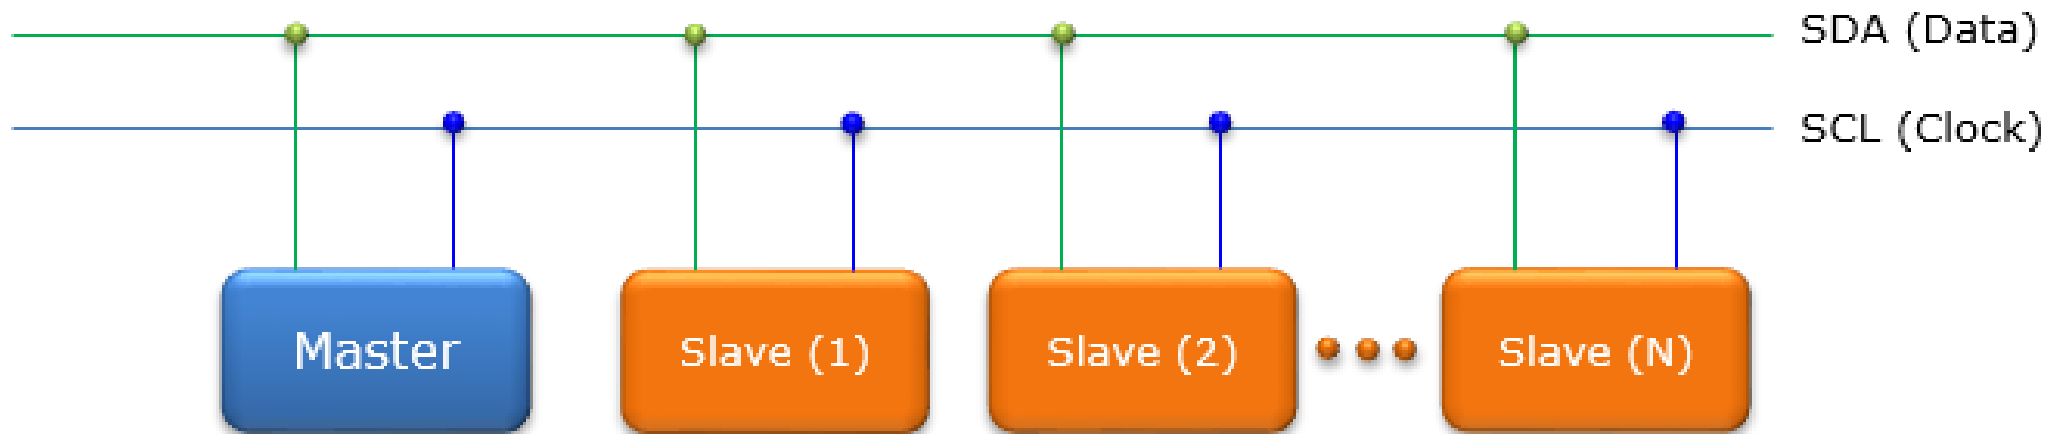 SDA (Data)
SCL (Clock)
Master
Slave (1)
Slave (2)
Slave (N)